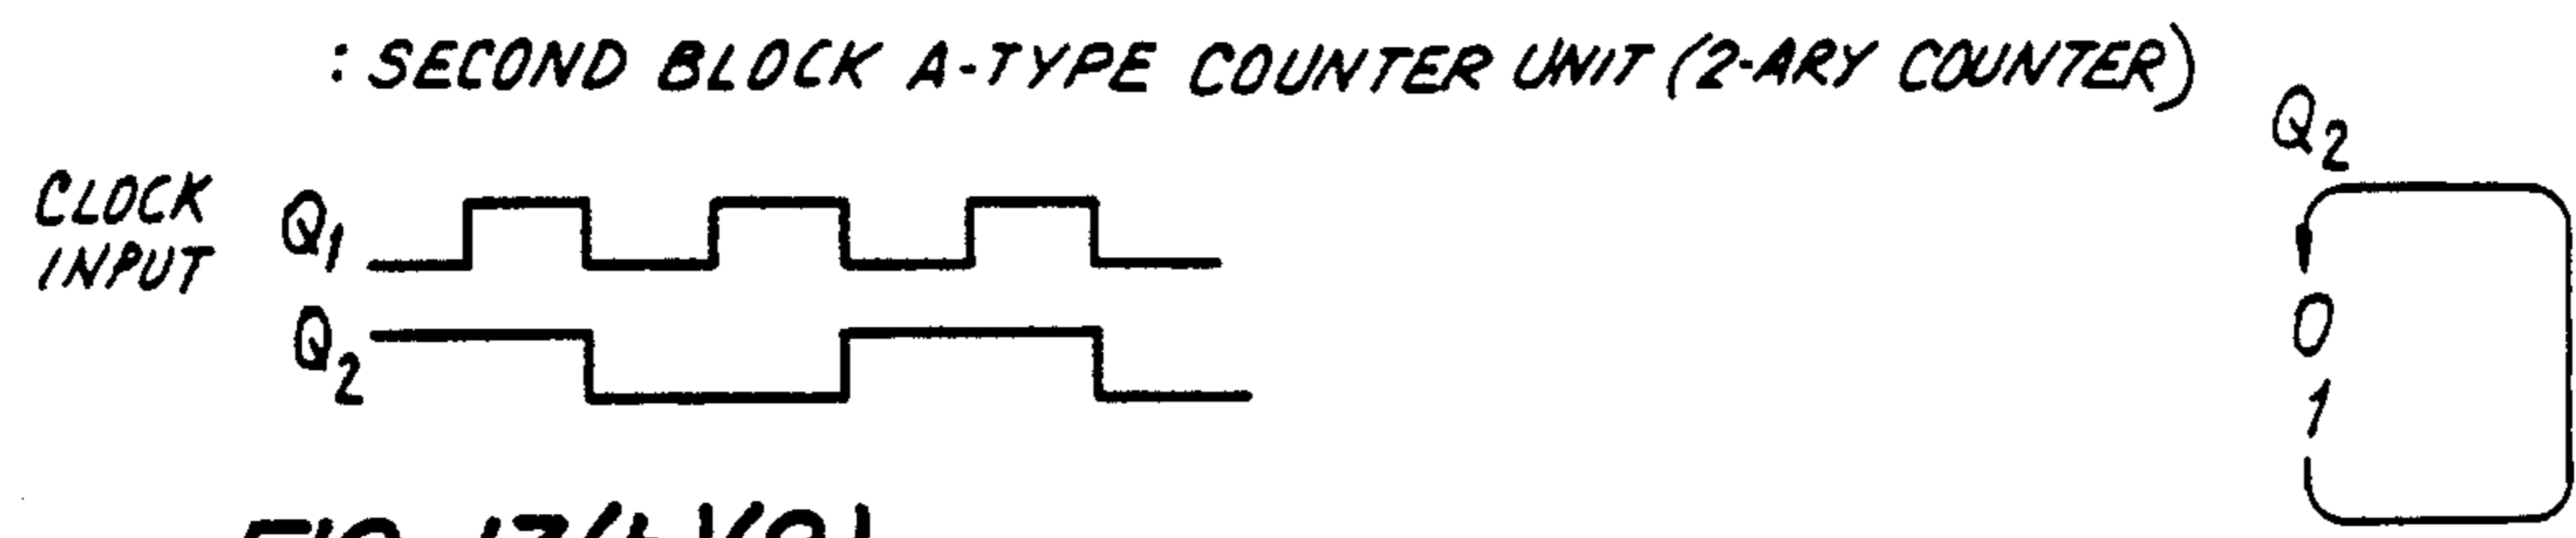 : SECOND BLOCK A-TYPE COUNTER UNIT (2-ARY COUNTER)
Q2
CLOCK
INPUT
Q1
Q2
0
1